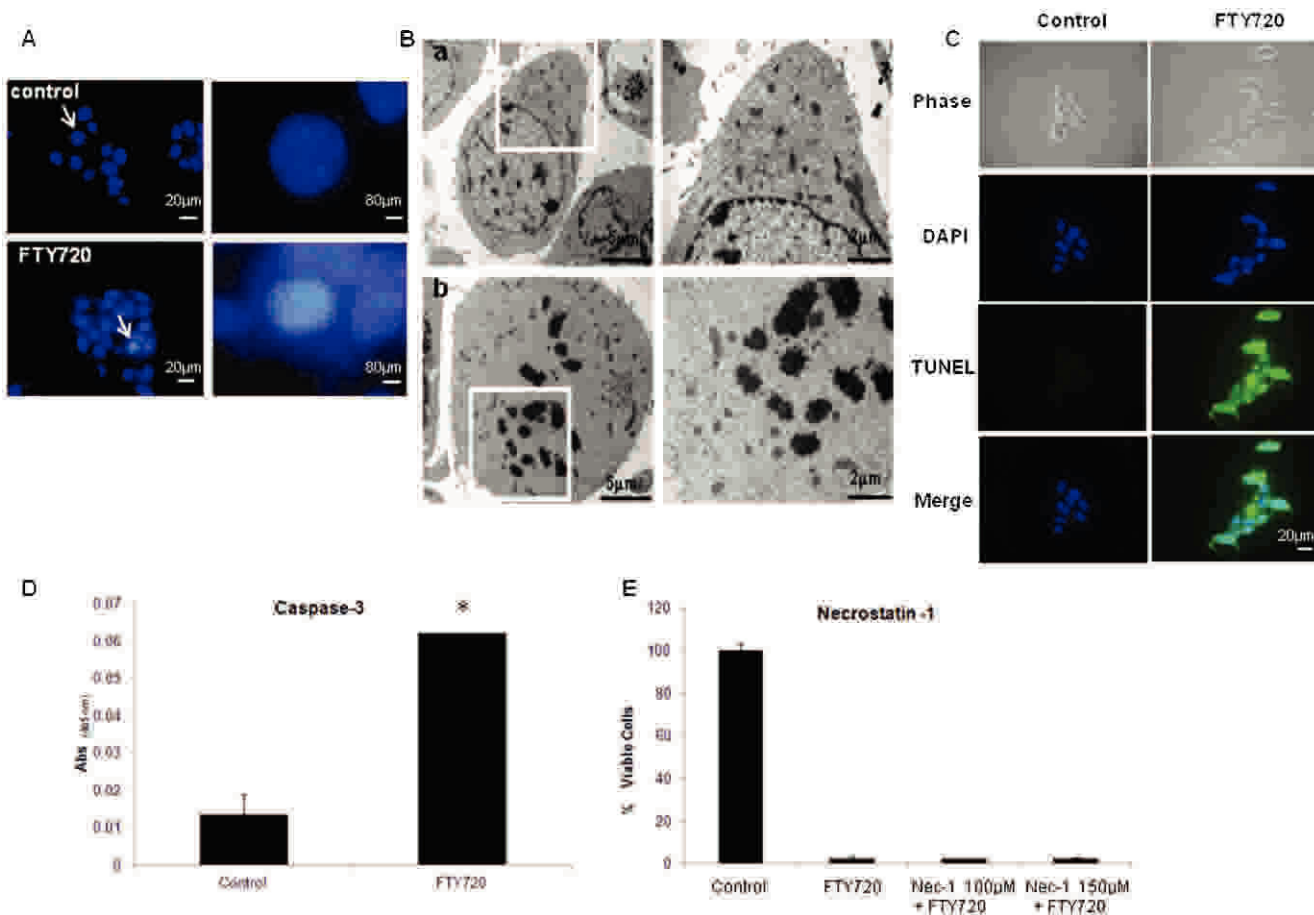 A
control
20µm
80µm
FTY720
20µm
80µm
B
a
5µm
2µm
b
5µm
2µm
C
Control FTY720
Phase
DAPI
TUNEL
Merge
20µm
D
Caspase-3
*
0.07
0.06
0.05
0.04
0.03
0.02
0.01
0
Abs (405 nm)
Control FTY720
E
Necrostatin -1
120
100
80
60
40
20
0
% Viable Cells
Control FTY720 Nec-1 100µM Nec-1 150µM
+ FTY720 + FTY720